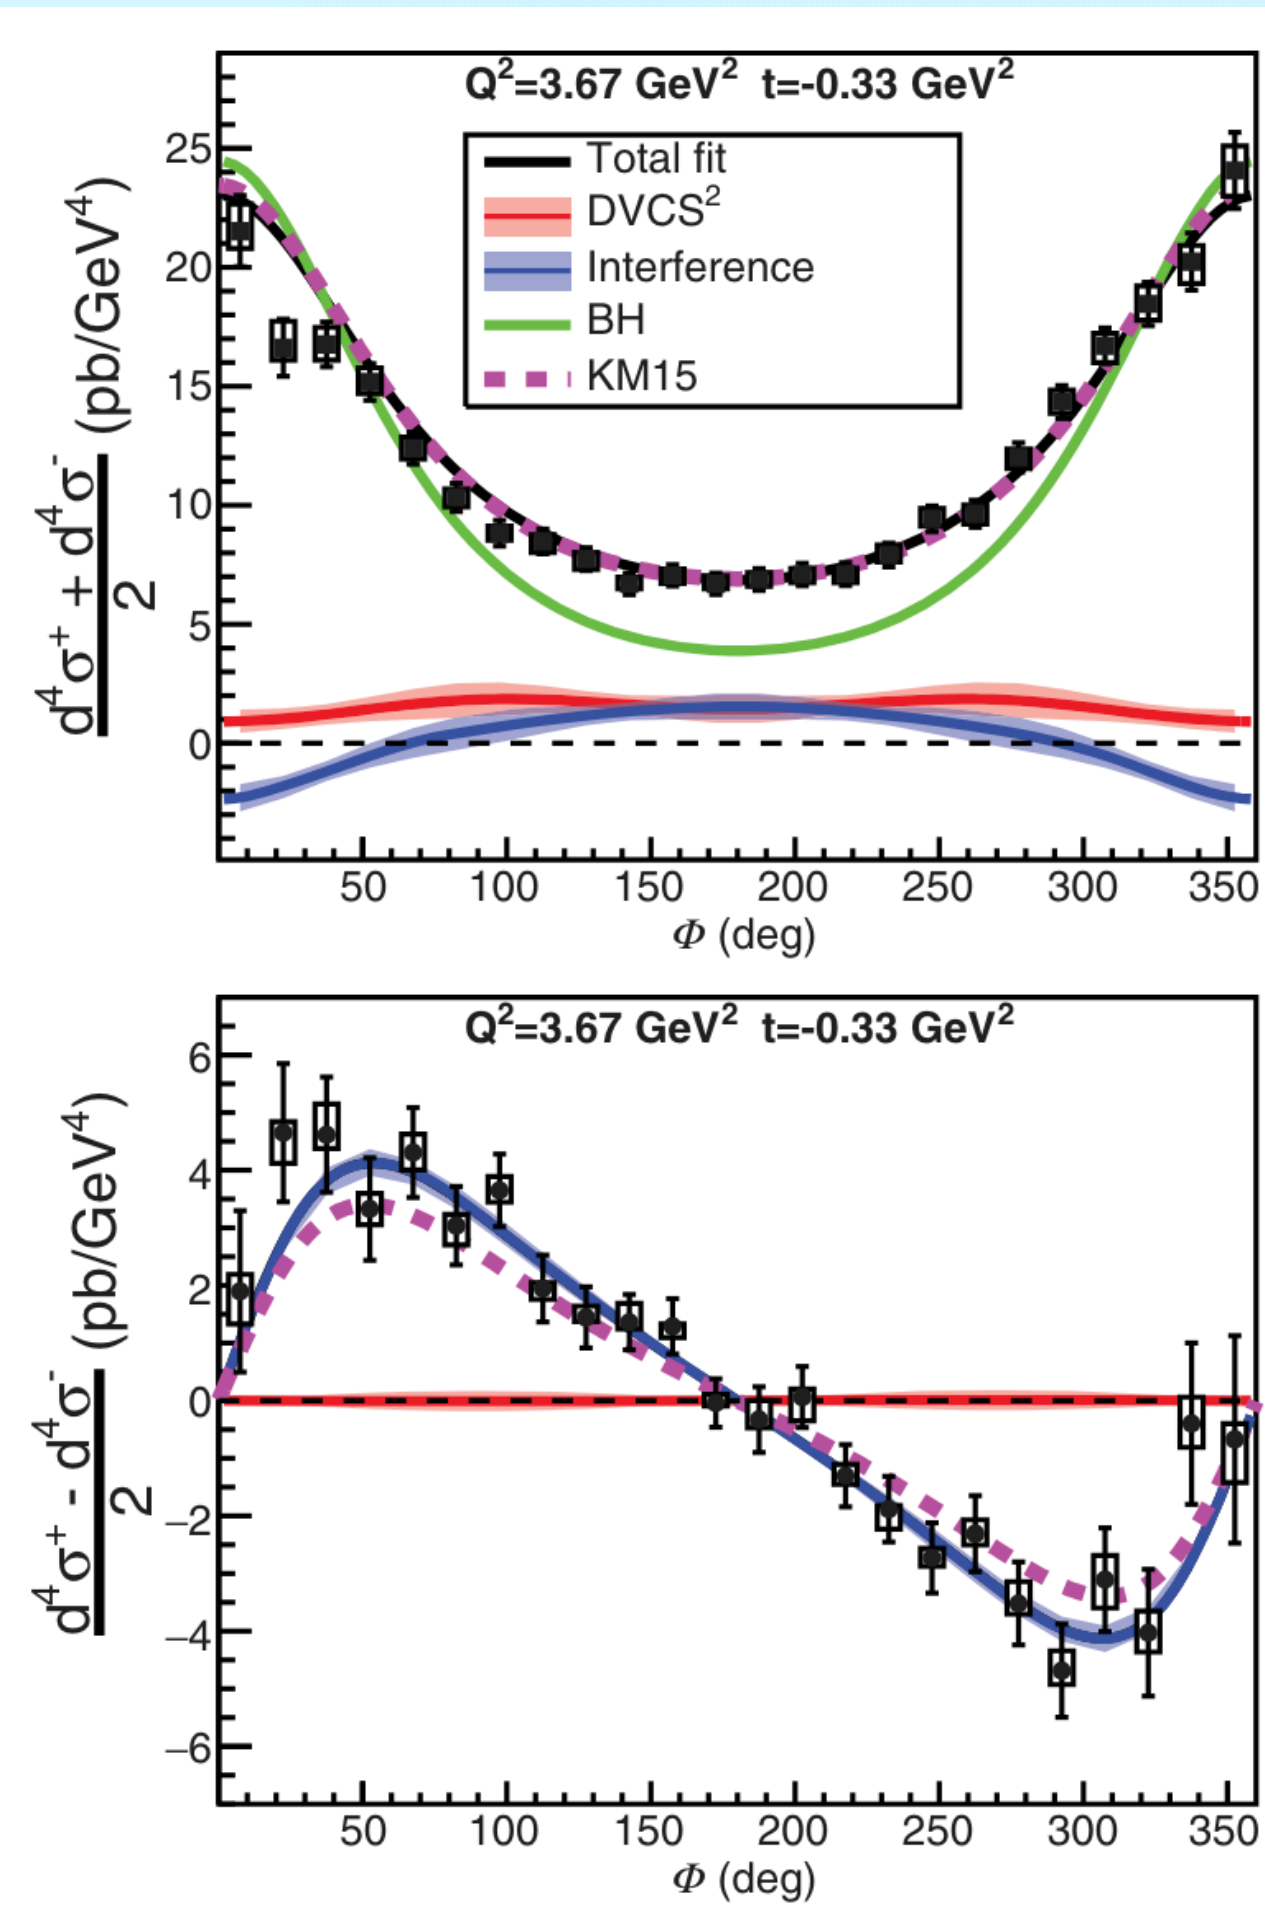 Q²=3.67 GeV² t=-0.33 GeV²
Total fit
DVCS²
Interference
BH
KM15
25
20
15
10
5
0
d⁴σ⁺ + d⁴σ⁻
2
(pb/GeV⁴)
50 100 150 200 250 300 350
Φ (deg)
Q²=3.67 GeV² t=-0.33 GeV²
6
4
2
0
−2
−4
−6
d⁴σ⁺ - d⁴σ⁻
2
(pb/GeV⁴)
50 100 150 200 250 300 350
Φ (deg)